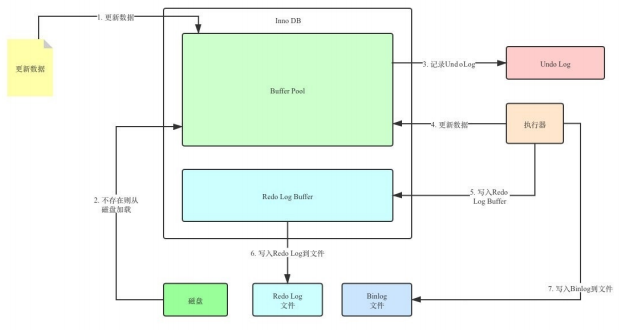 1. 更新数据
Inno DB
更新数据
Buffer Pool
3. 记录UndoLog
Undo Log
4. 更新数据
执行器
2. 不存在则从
磁盘加载
Redo Log Buffer
5. 写入Redo
Log Buffer
6. 写入Redo Log到文件
7. 写入Binlog到文件
磁盘
Redo Log
文件
Binlog
文件